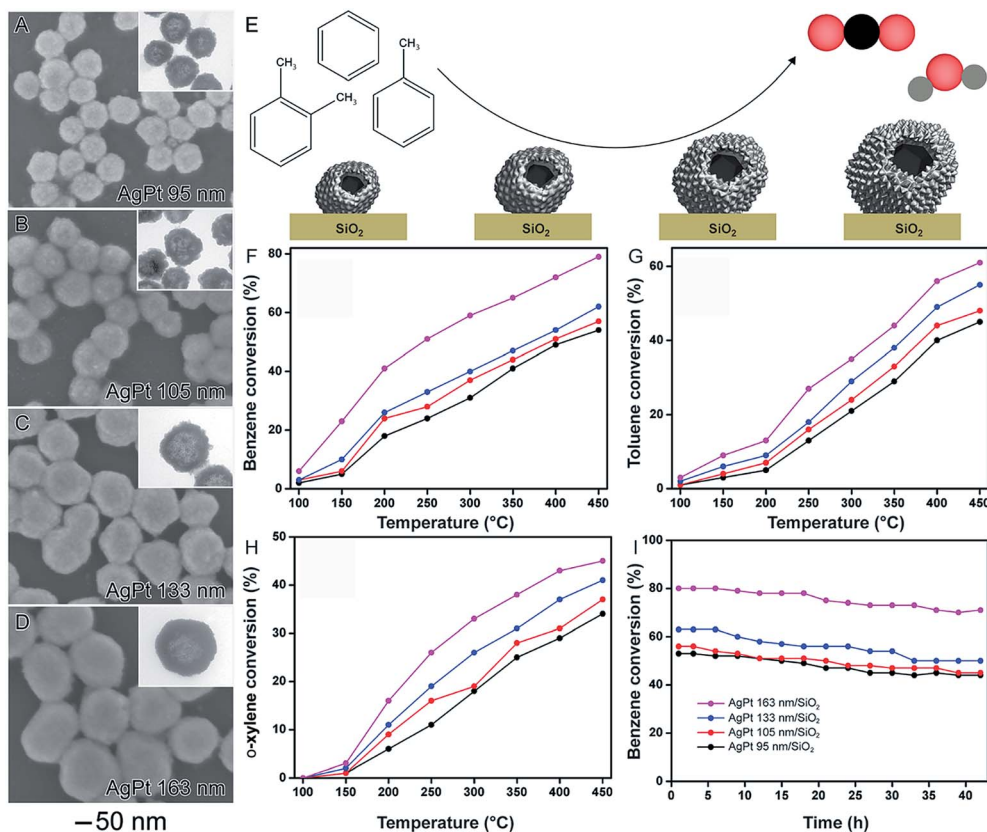 A
AgPt 95 nm
B
AgPt 105 nm
C
AgPt 133 nm
D
AgPt 163 nm
–50 nm
E
CH₃
CH₃
CH₃
SiO₂
SiO₂
SiO₂
SiO₂
F
Benzene conversion (%)
80
60
40
20
0
100 150 200 250 300 350 400 450
Temperature (°C)
G
Toluene conversion (%)
60
40
20
0
100 150 200 250 300 350 400 450
Temperature (°C)
H
o-xylene conversion (%)
50
40
30
20
10
0
100 150 200 250 300 350 400 450
Temperature (°C)
I
Benzene conversion (%)
100
80
60
40
20
0
AgPt 163 nm/SiO₂
AgPt 133 nm/SiO₂
AgPt 105 nm/SiO₂
AgPt 95 nm/SiO₂
0 5 10 15 20 25 30 35 40
Time (h)